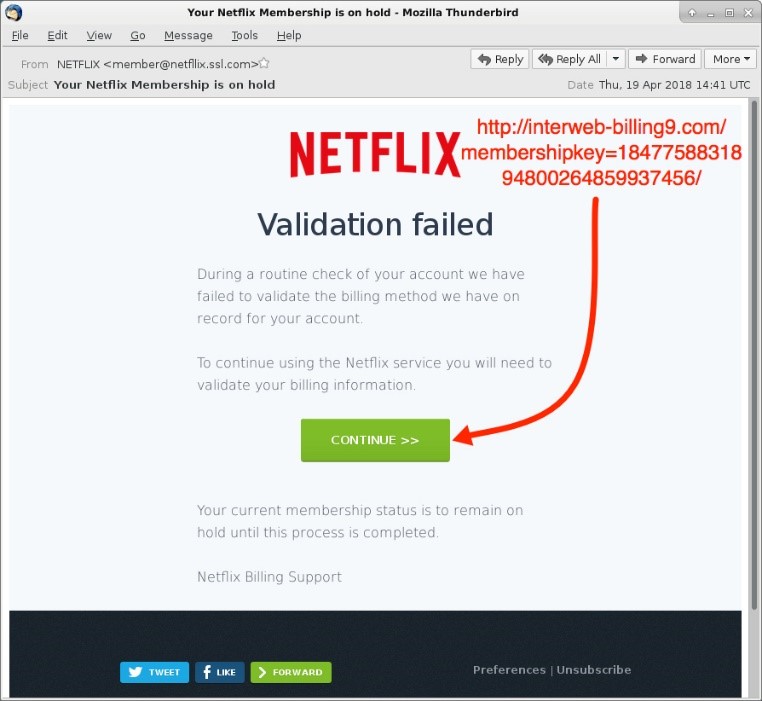 Your Netflix Membership is on hold - Mozilla Thunderbird
File Edit View Go Message Tools Help
From NETFLIX <member@netfllix.ssl.com>
Reply Reply All Forward More
Subject Your Netflix Membership is on hold
Date Thu, 19 Apr 2018 14:41 UTC
NETFLIX
http://interweb-billing9.com/
membershipkey=18477588318
94800264859937456/
Validation failed
During a routine check of your account we have
failed to validate the billing method we have on
record for your account.
To continue using the Netflix service you will need to
validate your billing information.
CONTINUE >>
Your current membership status is to remain on
hold until this process is completed.
Netflix Billing Support
TWEET LIKE FORWARD
Preferences | Unsubscribe